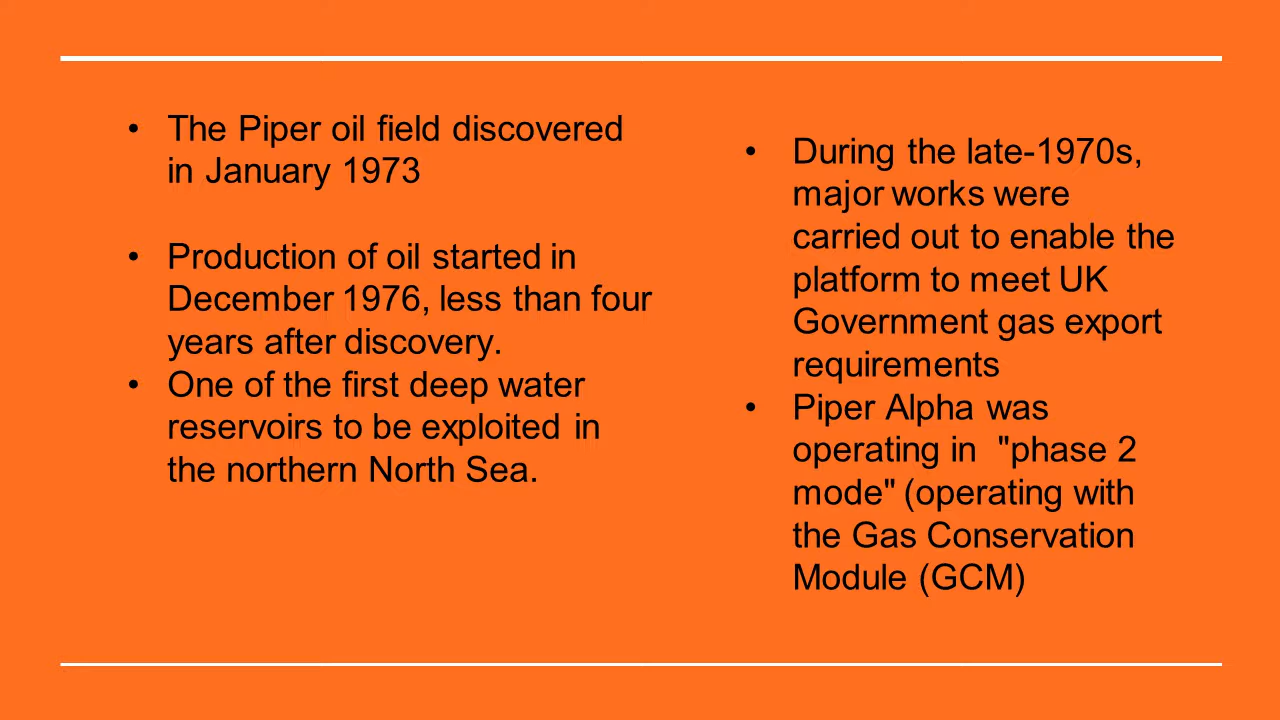 • The Piper oil field discovered
in January 1973
• Production of oil started in
December 1976, less than four
years after discovery.
• One of the first deep water
reservoirs to be exploited in
the northern North Sea.
• During the late-1970s,
major works were
carried out to enable the
platform to meet UK
Government gas export
requirements
• Piper Alpha was
operating in  "phase 2
mode" (operating with
the Gas Conservation
Module (GCM)